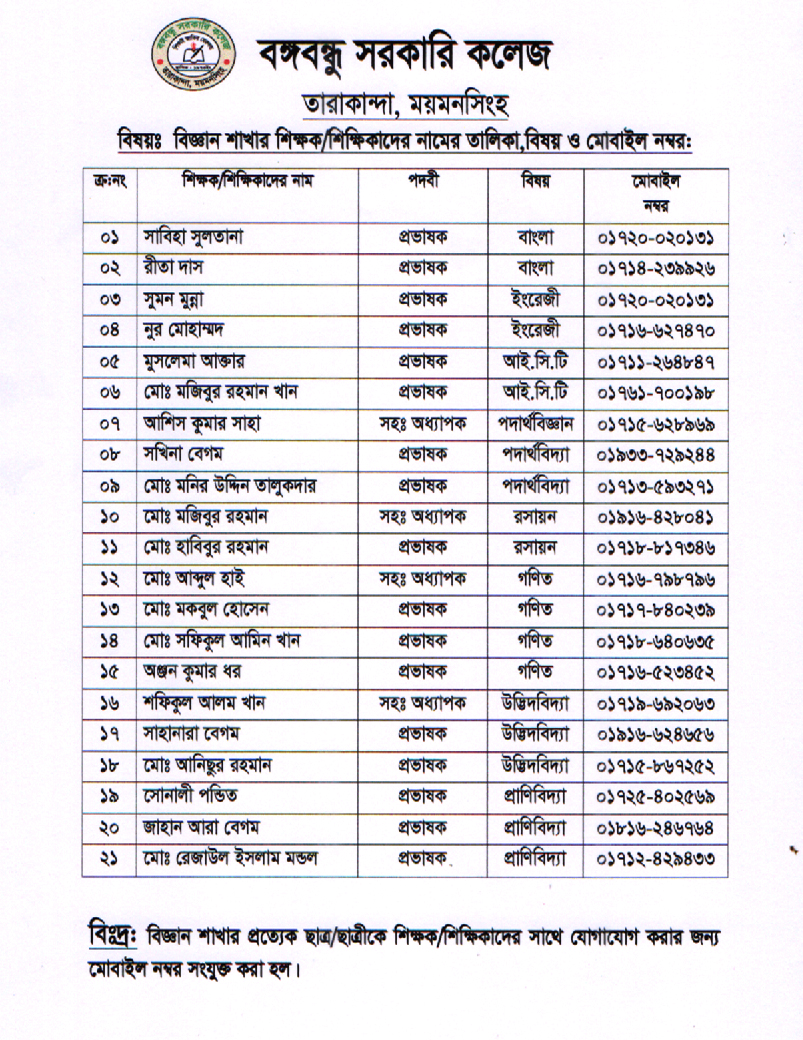 বঙ্গবন্ধু সরকারি কলেজ
তারাকান্দা, ময়মনসিংহ
বিষয়ঃ বিজ্ঞান শাখার শিক্ষক/শিক্ষিকাদের নামের তালিকা,বিষয় ও মোবাইল নম্বর:
ক্র:নং শিক্ষক/শিক্ষিকাদের নাম পদবী বিষয় মোবাইল নম্বর
০১ সাবিহা সুলতানা প্রভাষক বাংলা ০১৭২০-০২০১৩১
০২ রীতা দাস প্রভাষক বাংলা ০১৭১৪-২৩৯৯২৬
০৩ সুমন মুন্না প্রভাষক ইংরেজী ০১৭২০-০২০১৩১
০৪ নুর মোহাম্মদ প্রভাষক ইংরেজী ০১৭১৬-৬২৭৪৭০
০৫ মুসলেমা আক্তার প্রভাষক আই.সি.টি ০১৭১১-২৬৪৮৪৭
০৬ মোঃ মজিবুর রহমান খান প্রভাষক আই.সি.টি ০১৭৬১-৭০০১৯৮
০৭ আশিস কুমার সাহা সহঃ অধ্যাপক পদার্থবিজ্ঞান ০১৭১৫-৬২৮৯৬৯
০৮ সখিনা বেগম প্রভাষক পদার্থবিদ্যা ০১৯৩৩-৭২৯২৪৪
০৯ মোঃ মনির উদ্দিন তালুকদার প্রভাষক পদার্থবিদ্যা ০১৭১৩-৫৯৩২৭১
১০ মোঃ মজিবুর রহমান সহঃ অধ্যাপক রসায়ন ০১৯১৬-৪২৮০৪১
১১ মোঃ হাবিবুর রহমান প্রভাষক রসায়ন ০১৭১৮-৮১৭৩৪৬
১২ মোঃ আব্দুল হাই সহঃ অধ্যাপক গণিত ০১৭১৬-৭৯৮৭৯৬
১৩ মোঃ মকবুল হোসেন প্রভাষক গণিত ০১৭১৭-৮৪০২৩৯
১৪ মোঃ সফিকুল আমিন খান প্রভাষক গণিত ০১৭১৮-৬৪০৬৩৫
১৫ অঞ্জন কুমার ধর প্রভাষক গণিত ০১৭১৬-৫২৩৪৫২
১৬ শফিকুল আলম খান সহঃ অধ্যাপক উদ্ভিদবিদ্যা ০১৭১৯-৬৯২০৬৩
১৭ সাহানারা বেগম প্রভাষক উদ্ভিদবিদ্যা ০১৯১৬-৬২৪৬৫৬
১৮ মোঃ আনিছুর রহমান প্রভাষক উদ্ভিদবিদ্যা ০১৭১৫-৮৬৭২৫২
১৯ সোনালী পন্ডিত প্রভাষক প্রাণিবিদ্যা ০১৭২৫-৪০২৫৬৯
২০ জাহান আরা বেগম প্রভাষক প্রাণিবিদ্যা ০১৮১৬-২৪৬৭৬৪
২১ মোঃ রেজাউল ইসলাম মন্ডল প্রভাষক প্রাণিবিদ্যা ০১৭১২-৪২৯৪৩৩
বিঃদ্র: বিজ্ঞান শাখার প্রত্যেক ছাত্র/ছাত্রীকে শিক্ষক/শিক্ষিকাদের সাথে যোগাযোগ করার জন্য
মোবাইল নম্বর সংযুক্ত করা হল।